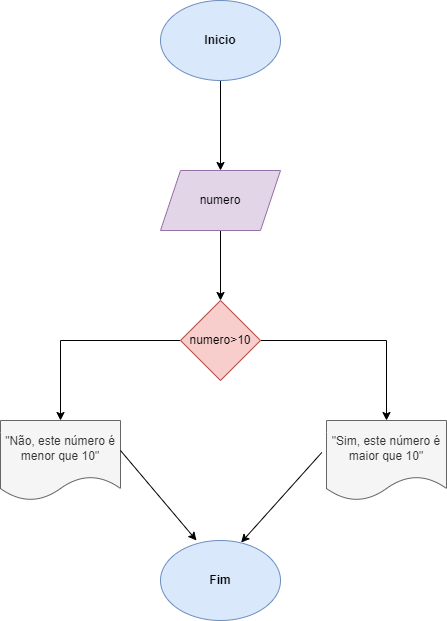 Inicio
numero
numero>10
"Não, este número é
menor que 10"
"Sim, este número é
maior que 10"
Fim